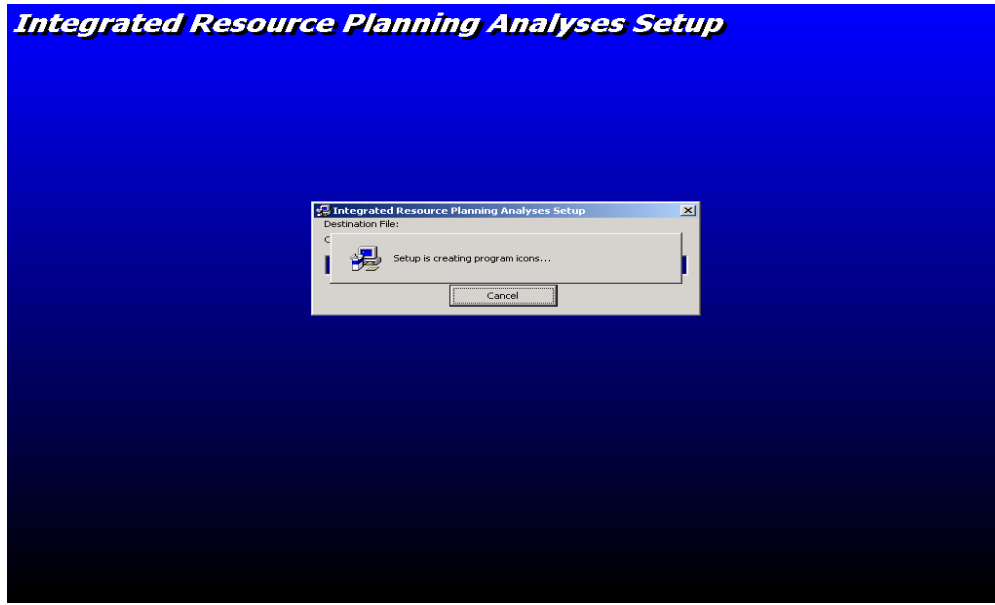 Integrated Resource Planning Analyses Setup
Integrated Resource Planning Analyses Setup
Destination File:
C
Setup is creating program icons...
Cancel